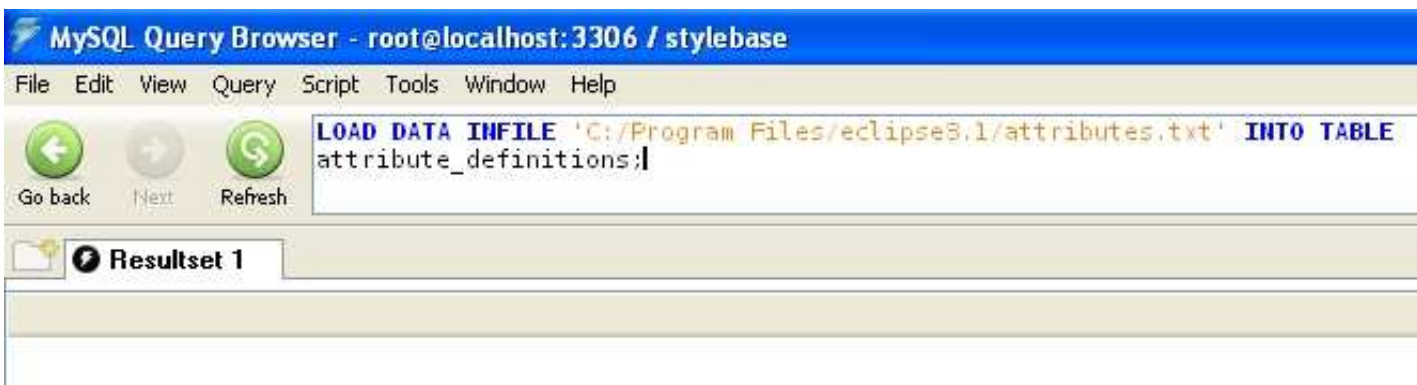 MySQL Query Browser - root@localhost:3306 / stylebase
File Edit View Query Script Tools Window Help
LOAD DATA INFILE 'C:/Program Files/eclipse3.1/attributes.txt' INTO TABLE
attribute_definitions;
Go back Next Refresh
Resultset 1